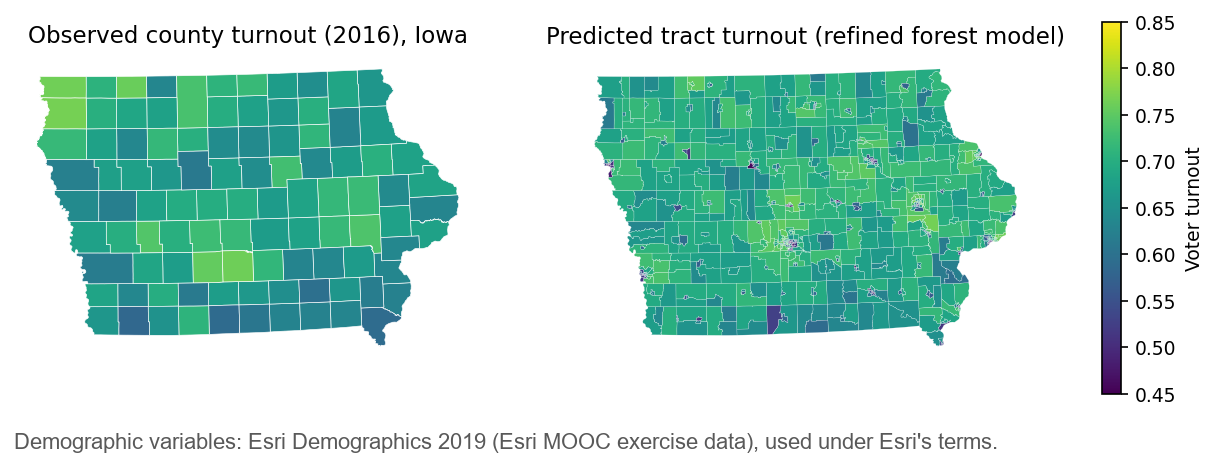 Observed county turnout (2016), Iowa
Predicted tract turnout (refined forest model)
0.85
0.80
0.75
0.70
0.65
0.60
0.55
0.50
0.45
Voter turnout
Demographic variables: Esri Demographics 2019 (Esri MOOC exercise data), used under Esri's terms.